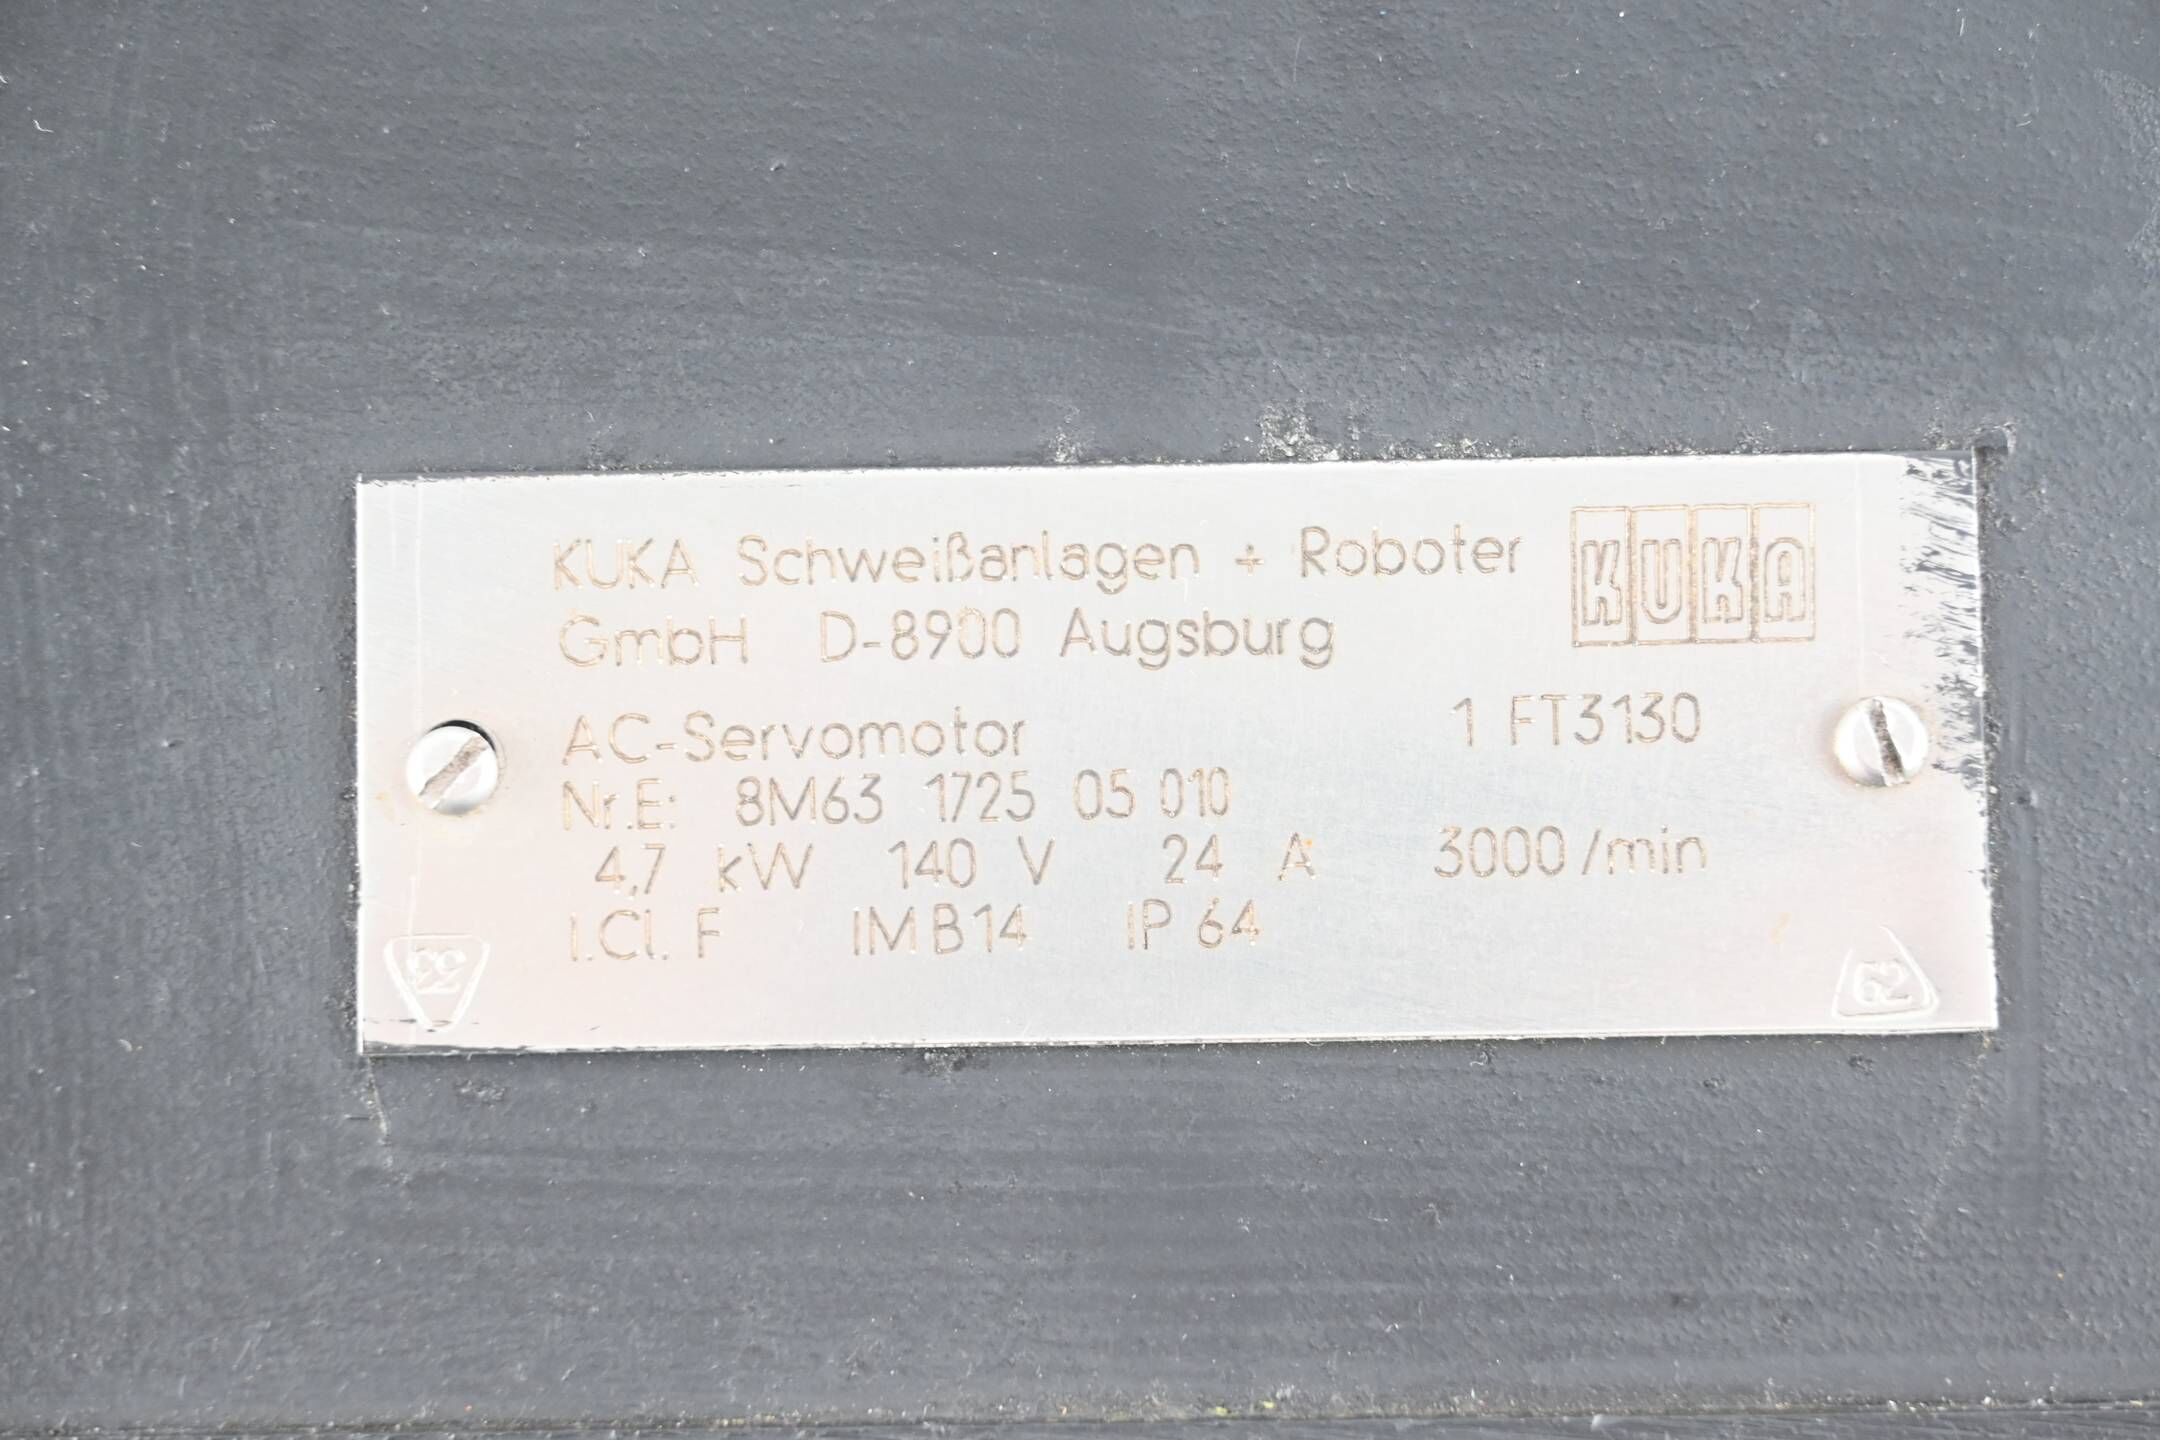 KUKA Schweißanlagen + Roboter
GmbH D-8900 Augsburg
KUKA
AC-Servomotor 1 FT3130
Nr.E: 8M63 1725 05 010
4,7 kW 140 V 24 A 3000/min
I.Cl. F IMB14 IP 64
33
62